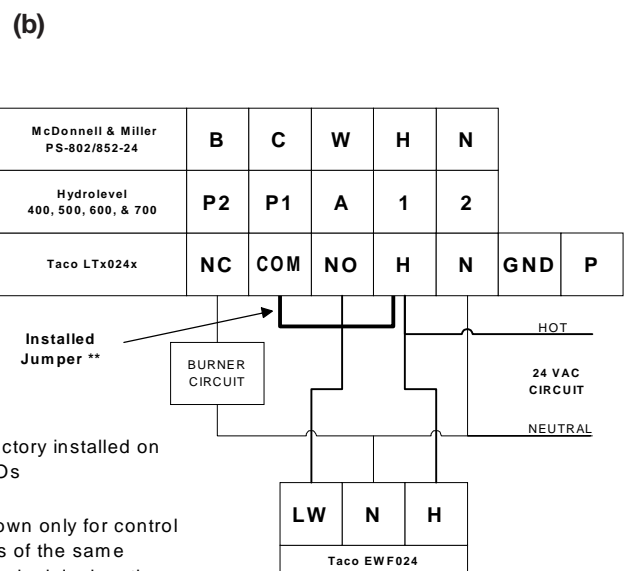 (b)
McDonnell & Miller
PS-802/852-24
B C W H N
Hydrolevel
400, 500, 600, & 700
P2 P1 A 1 2
Taco LTx024x
NC COM NO H N GND P
Installed
Jumper **
BURNER
CIRCUIT
HOT
24 VAC
CIRCUIT
NEUTRAL
ctory installed on
Ds
own only for control
s of the same
LW N H
Taco EWF024